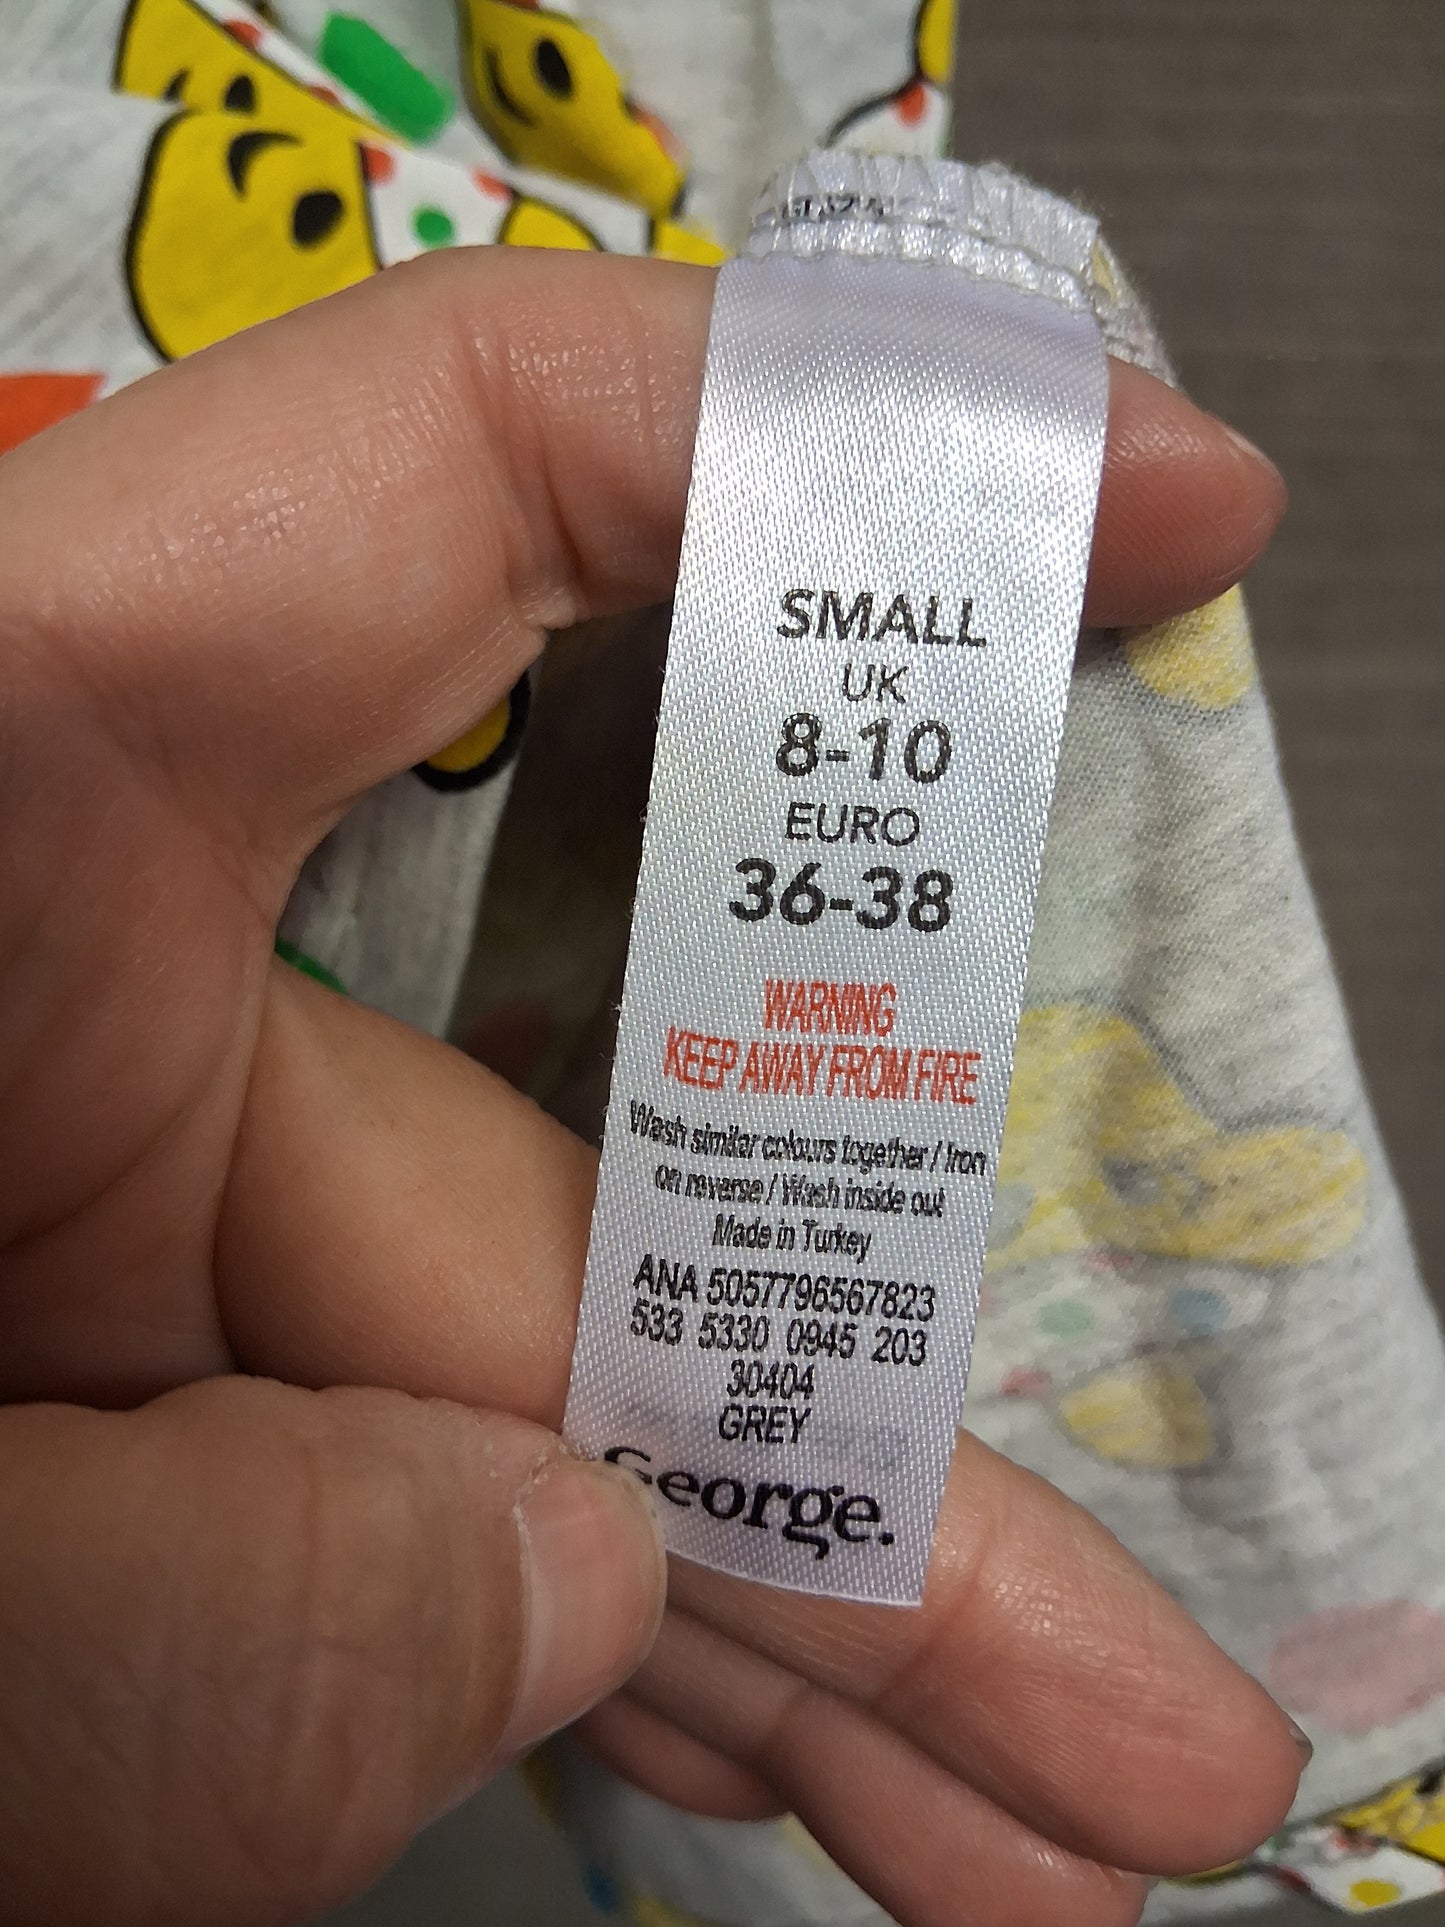 SMALL
UK
8-10
EURO
36-38
WARNING
KEEP AWAY FROM FIRE
Wash similar colours together / Iron
on reverse / Wash inside out
Made in Turkey
ANA 5057796567823
533 5330 0945 203
30404
GREY
George.